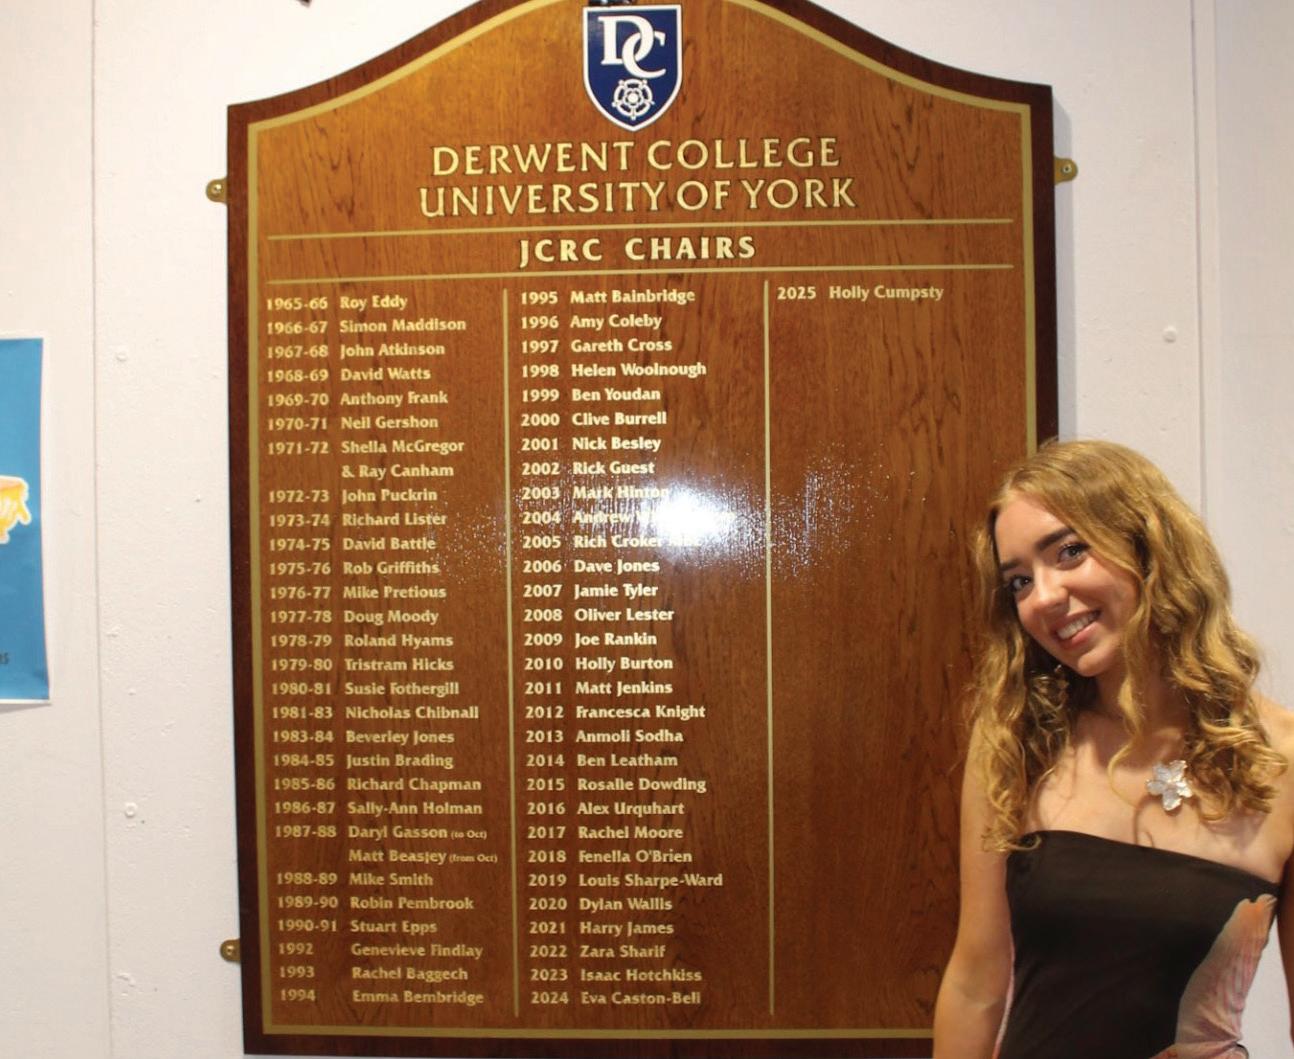 DC
DERWENT COLLEGE
UNIVERSITY OF YORK
JCRC CHAIRS
1965-66 Roy Eddy
1966-67 Simon Maddison
1967-68 John Atkinson
1968-69 David Watts
1969-70 Anthony Frank
1970-71 Neil Gershon
1971-72 Shella McGregor
& Ray Canham
1972-73 John Puckrin
1973-74 Richard Lister
1974-75 David Battle
1975-76 Rob Griffiths
1976-77 Mike Pretious
1977-78 Doug Moody
1978-79 Roland Hyams
1979-80 Tristram Hicks
1980-81 Susie Fothergill
1981-83 Nicholas Chibnall
1983-84 Beverley Jones
1984-85 Justin Brading
1985-86 Richard Chapman
1986-87 Sally-Ann Holman
1987-88 Daryl Gasson (to Oct)
Matt Beasley (from Oct)
1988-89 Mike Smith
1989-90 Robin Pembrook
1990-91 Stuart Epps
1992 Genevieve Findlay
1993 Rachel Baggech
1994 Emma Bembridge
1995 Matt Bainbridge
1996 Amy Coleby
1997 Gareth Cross
1998 Helen Woolnough
1999 Ben Youdan
2000 Clive Burrell
2001 Nick Besley
2002 Rick Guest
2003 Mark Hinton
2004 Andrew
2005 Rich Croker
2006 Dave Jones
2007 Jamie Tyler
2008 Oliver Lester
2009 Joe Rankin
2010 Holly Burton
2011 Matt Jenkins
2012 Francesca Knight
2013 Anmoli Sodha
2014 Ben Leatham
2015 Rosalie Dowding
2016 Alex Urquhart
2017 Rachel Moore
2018 Fenella O'Brien
2019 Louis Sharpe-Ward
2020 Dylan Wallis
2021 Harry James
2022 Zara Sharif
2023 Isaac Hotchkiss
2024 Eva Caston-Bell
2025 Holly Cumpsty